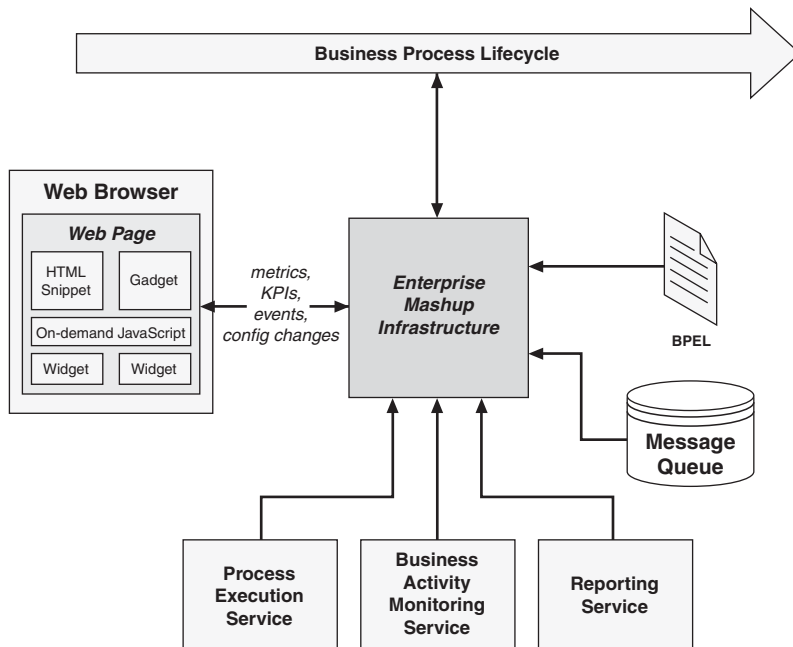 Business Process Lifecycle
Web Browser
Web Page
HTML
Snippet
Gadget
On-demand JavaScript
Widget
Widget
metrics,
KPIs,
events,
config changes
Enterprise
Mashup
Infrastructure
BPEL
Message
Queue
Process
Execution
Service
Business
Activity
Monitoring
Service
Reporting
Service